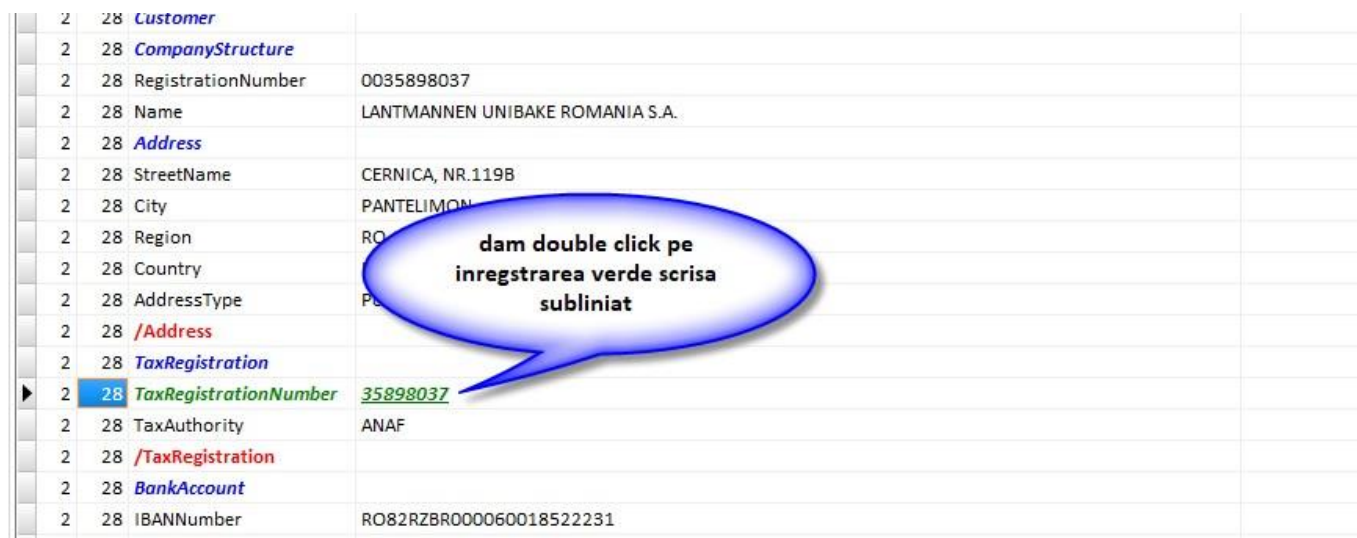 2 28 Customer
2 28 CompanyStructure
2 28 RegistrationNumber 0035898037
2 28 Name LANTMANNEN UNIBAKE ROMANIA S.A.
2 28 Address
2 28 StreetName CERNICA, NR.119B
2 28 City PANTELIMON
2 28 Region RO
dam double click pe
inregstrarea verde scrisa
subliniat
2 28 Country
2 28 AddressType
2 28 /Address
2 28 TaxRegistration
2 28 TaxRegistrationNumber 35898037
2 28 TaxAuthority ANAF
2 28 /TaxRegistration
2 28 BankAccount
2 28 IBANNumber RO82RZBR0000060018522231